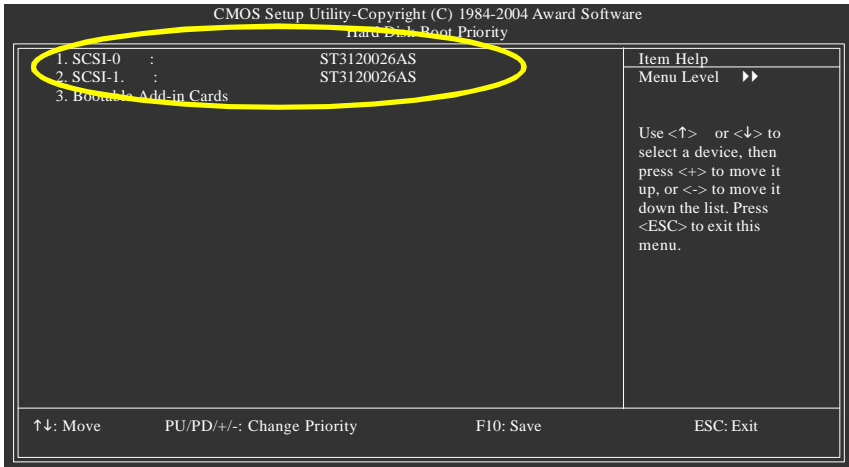 CMOS Setup Utility-Copyright (C) 1984-2004 Award Software
Hard Disk Boot Priority
1. SCSI-0 : ST3120026AS
2. SCSI-1. : ST3120026AS
3. Bootable Add-in Cards
Item Help
Menu Level ►►
Use <↑> or <↓> to
select a device, then
press <+> to move it
up, or <-> to move it
down the list. Press
<ESC> to exit this
menu.
↑↓: Move PU/PD/+/-: Change Priority F10: Save ESC: Exit